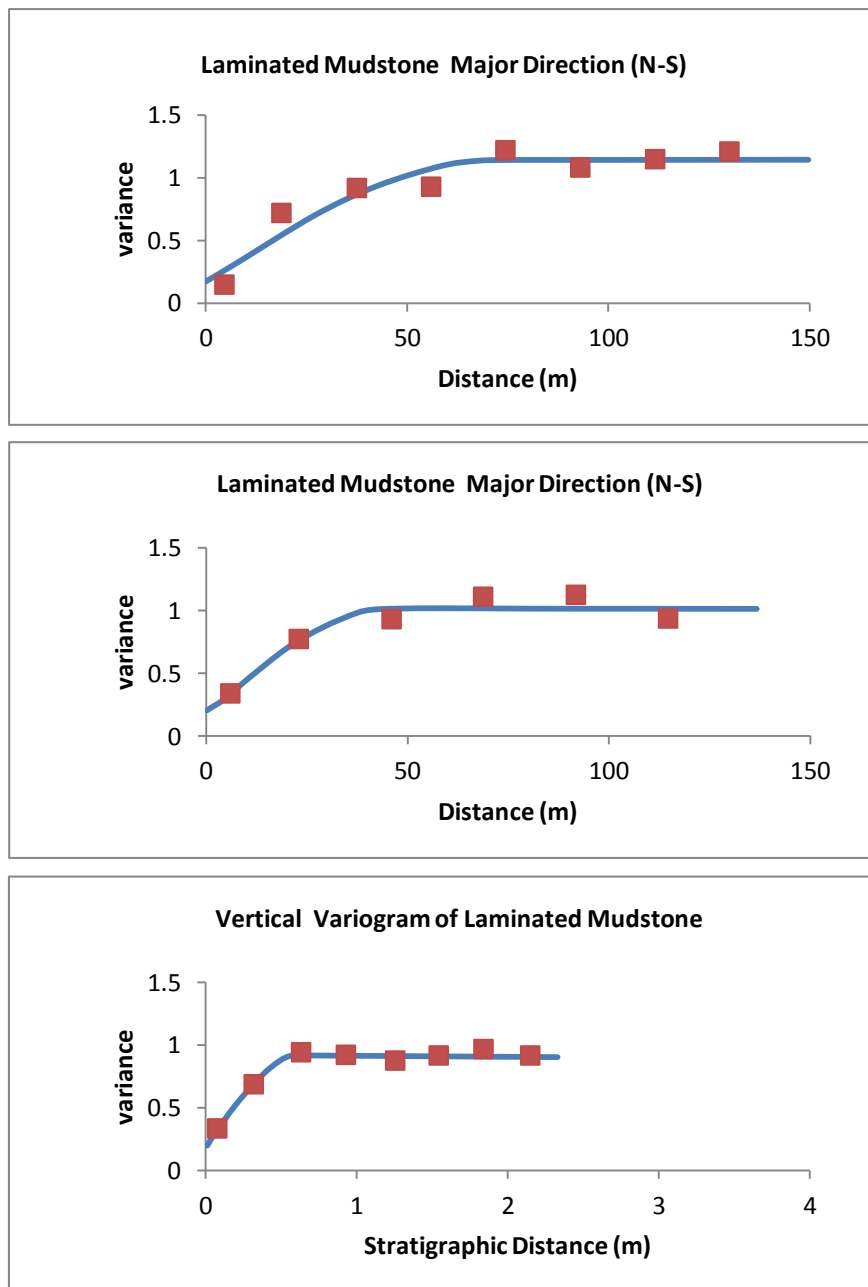 Laminated Mudstone Major Direction (N-S)
1.5
1
0.5
0
variance
0 50 100 150
Distance (m)
Laminated Mudstone Major Direction (N-S)
1.5
1
0.5
0
variance
0 50 100 150
Distance (m)
Vertical Variogram of Laminated Mudstone
1.5
1
0.5
0
variance
0 1 2 3 4
Stratigraphic Distance (m)